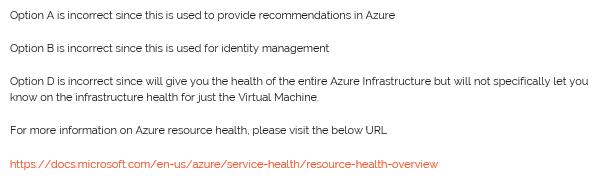 Option A is incorrect since this is used to provide recommendations in Azure
Option B is incorrect since this is used for identity management
Option D is incorrect since will give you the health of the entire Azure Infrastructure but will not specifically let you
know on the infrastructure health for just the Virtual Machine.
For more information on Azure resource health, please visit the below URL
https://docs.microsoft.com/en-us/azure/service-health/resource-health-overview